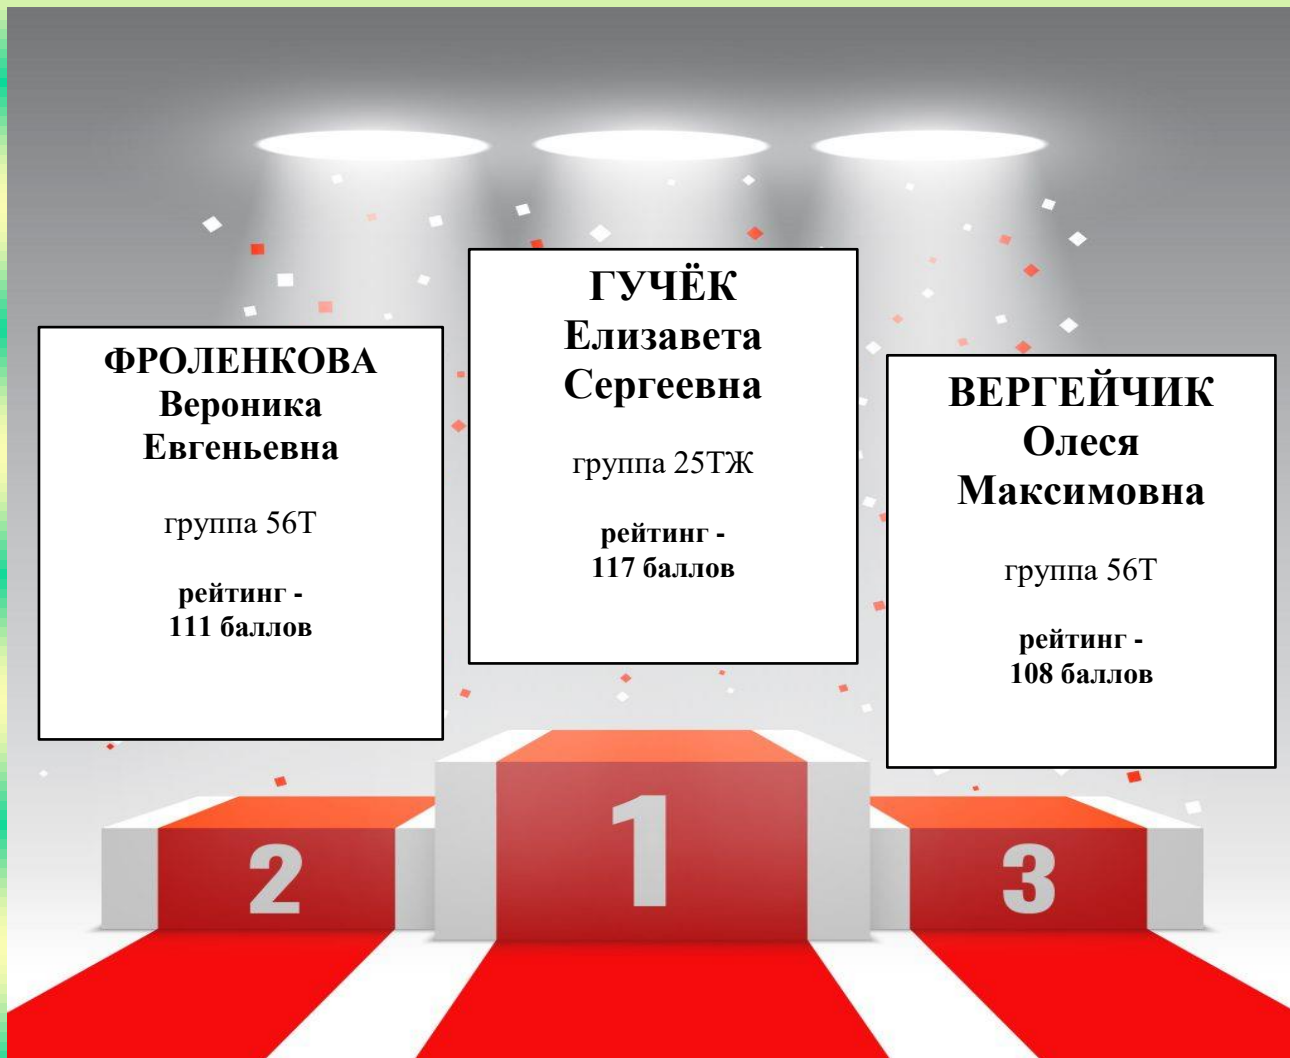 ФРОЛЕНКОВА
Вероника
Евгеньевна
группа 56Т
рейтинг -
111 баллов
ГУЧЁК
Елизавета
Сергеевна
группа 25ТЖ
рейтинг -
117 баллов
ВЕРГЕЙЧИК
Олеся
Максимовна
группа 56Т
рейтинг -
108 баллов
2
1
3